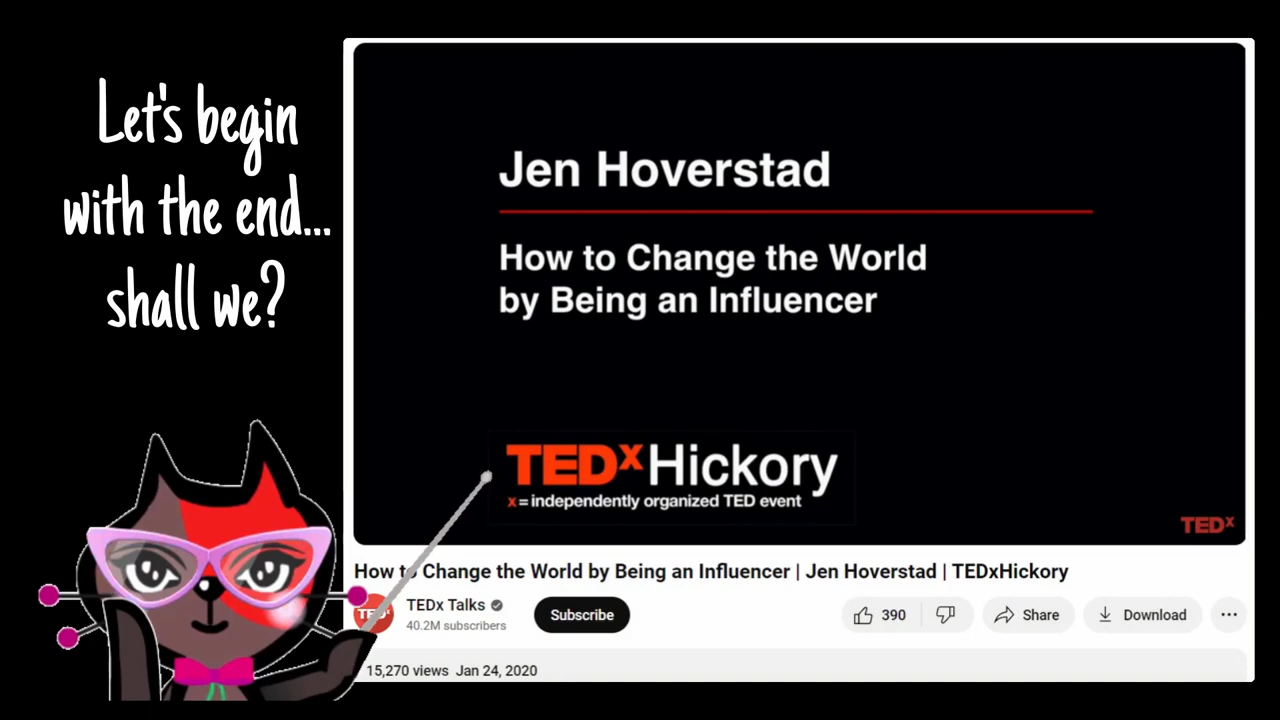 Let's begin
with the end...
shall we?
Jen Hoverstad
How to Change the World
by Being an Influencer
TEDxHickory
x = independently organized TED event
TEDx
How to Change the World by Being an Influencer | Jen Hoverstad | TEDxHickory
TEDx
TEDx Talks
40.2M subscribers
Subscribe
390
Share
Download
15,270 views Jan 24, 2020